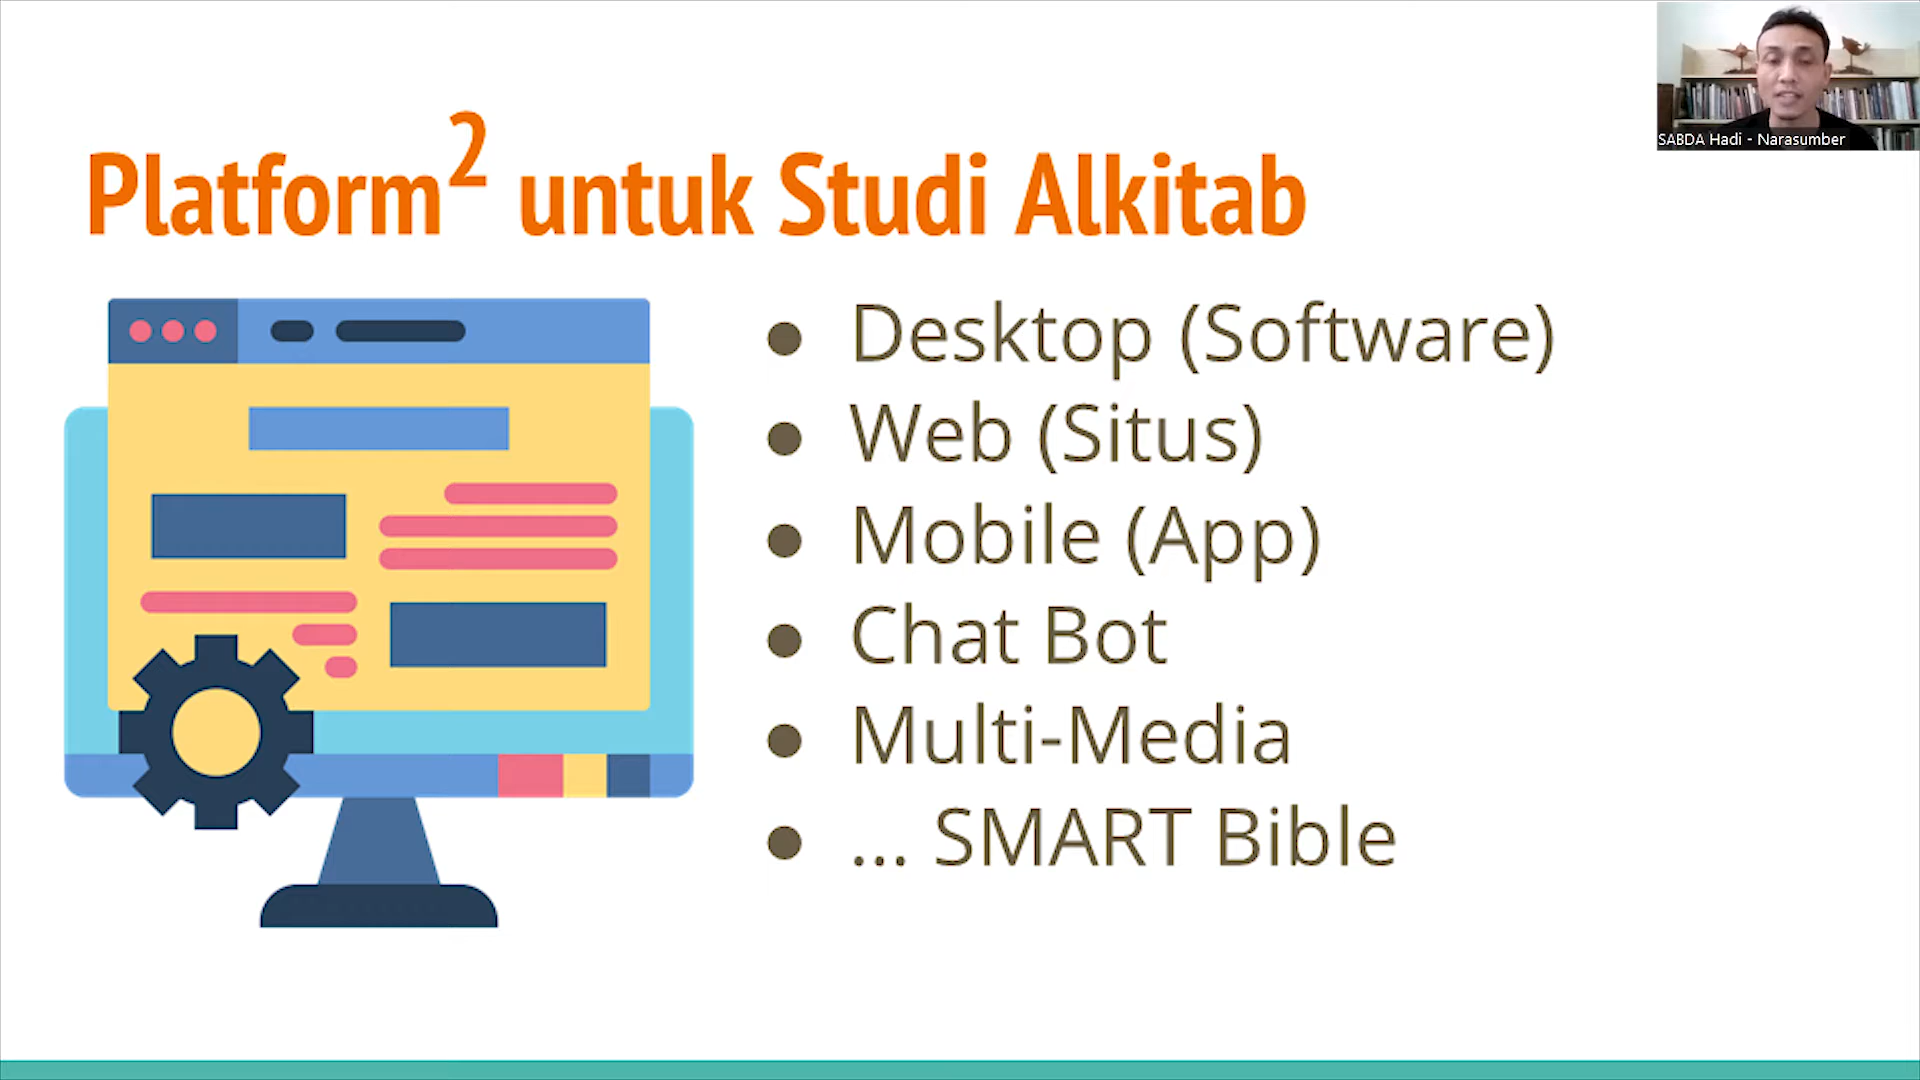 SABDA Hadi - Narasumber
Platform² untuk Studi Alkitab
● Desktop (Software)
● Web (Situs)
● Mobile (App)
● Chat Bot
● Multi-Media
● ... SMART Bible